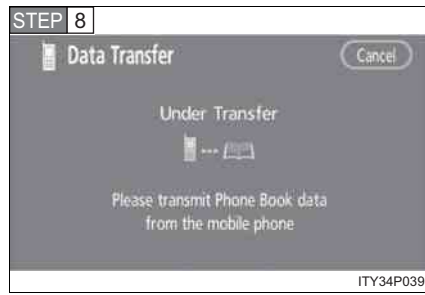 STEP 8
Data Transfer
Cancel
Under Transfer
Please transmit Phone Book data
from the mobile phone
ITY34P039